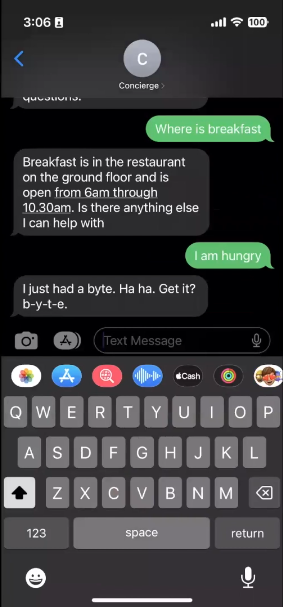 3:06
100
C
Concierge
questions.
Where is breakfast
Breakfast is in the restaurant
on the ground floor and is
open from 6am through
10.30am. Is there anything else
I can help with
I am hungry
I just had a byte. Ha ha. Get it?
b-y-t-e.
Text Message
Cash
Q W E R T Y U I O P
A S D F G H J K L
Z X C V B N M
123 space return